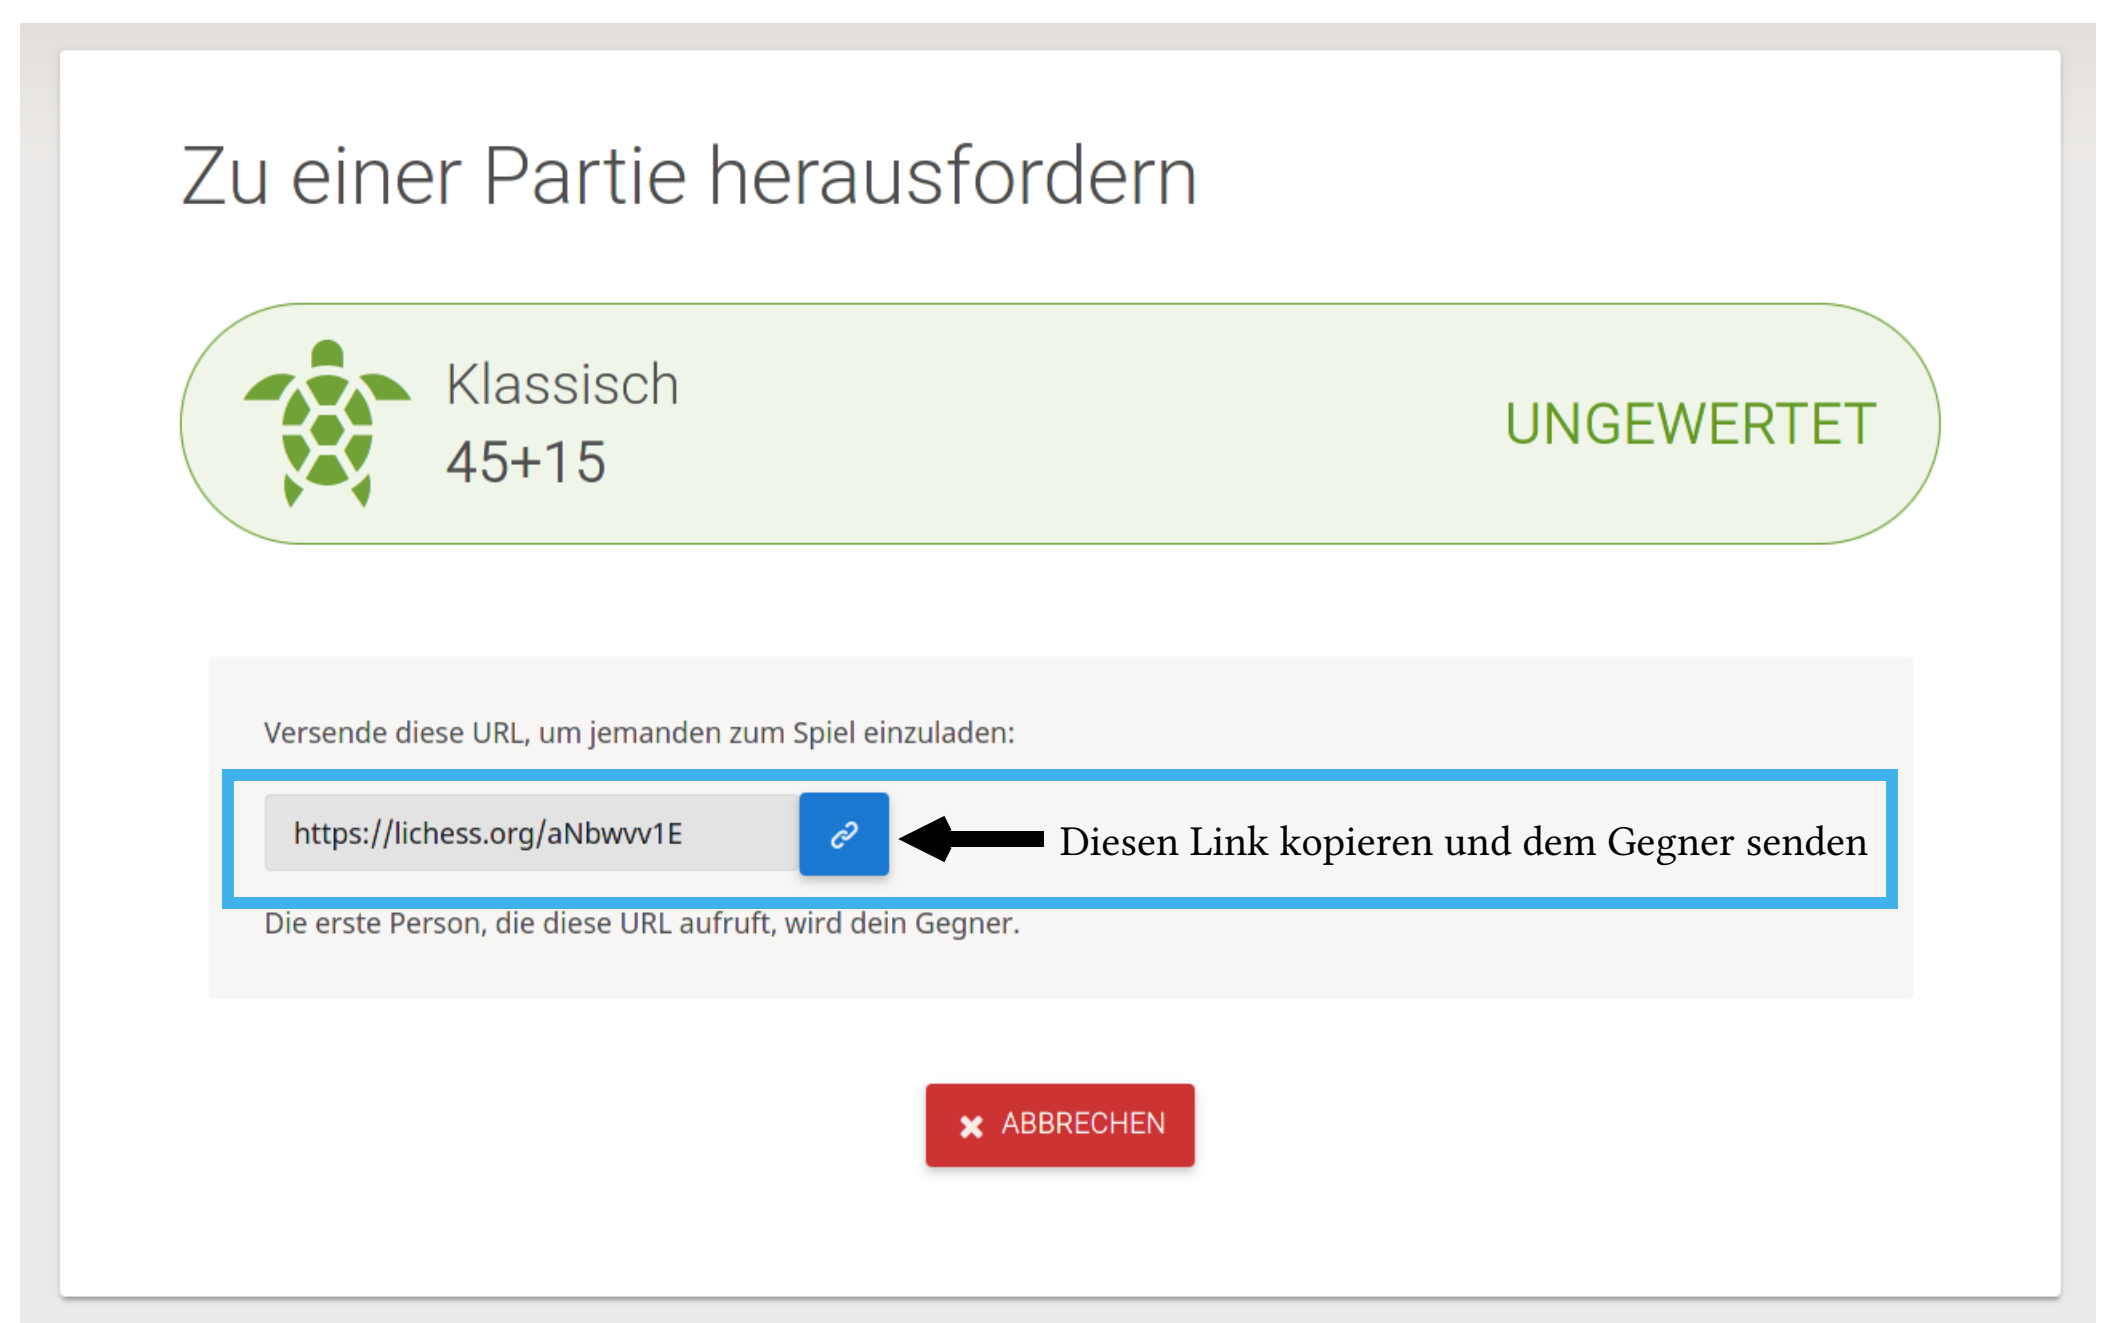 Zu einer Partie herausfordern
Klassisch
45+15
UNGEWERTET
Versende diese URL, um jemanden zum Spiel einzuladen:
https://lichess.org/aNbwvv1E
Diesen Link kopieren und dem Gegner senden
Die erste Person, die diese URL aufruft, wird dein Gegner.
ABBRECHEN